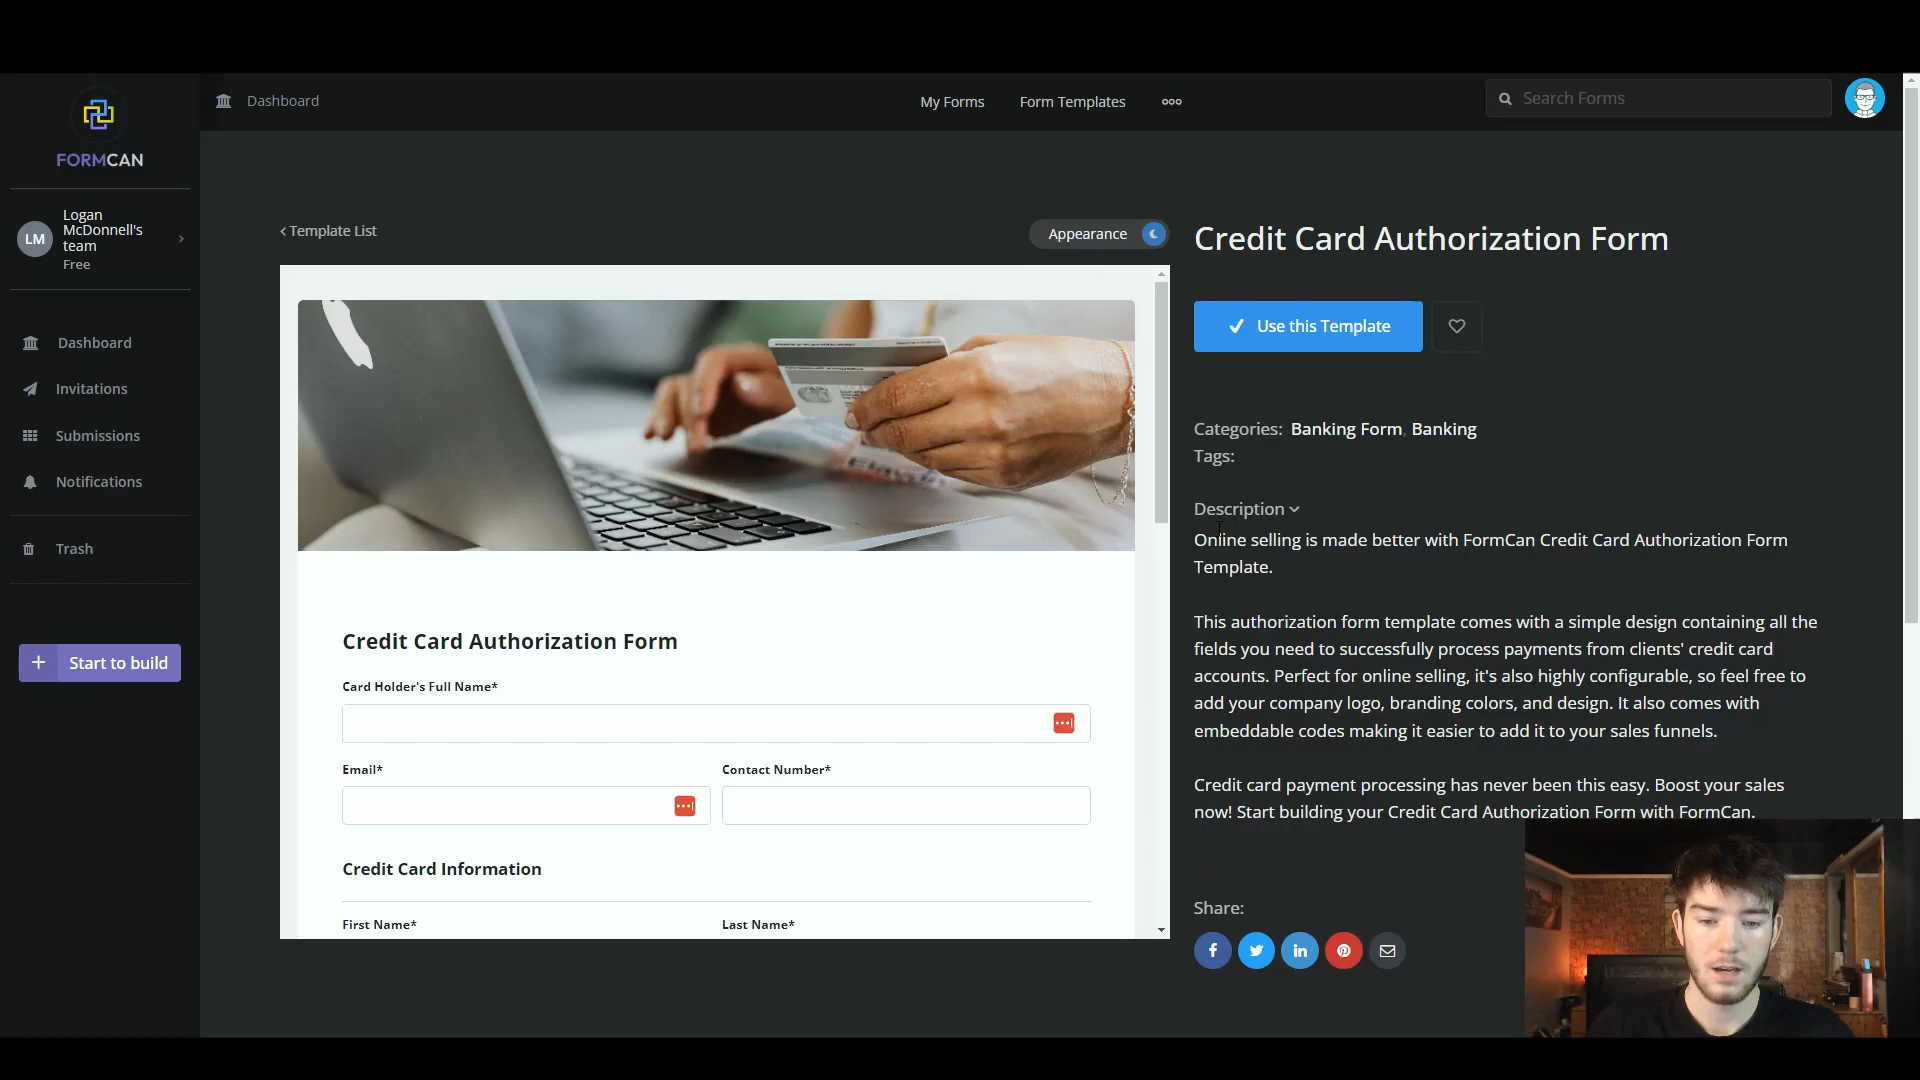 FORMCAN
Logan
McDonnell's
team
Free
LM
Dashboard
Invitations
Submissions
Notifications
Trash
+ Start to build
Dashboard
My Forms
Form Templates
Search Forms
< Template List
Appearance
Credit Card Authorization Form
Card Holder's Full Name*
Email*
Contact Number*
Credit Card Information
First Name*
Last Name*
Credit Card Authorization Form
Use this Template
Categories: Banking Form, Banking
Tags:
Description
Online selling is made better with FormCan Credit Card Authorization Form
Template.
This authorization form template comes with a simple design containing all the
fields you need to successfully process payments from clients' credit card
accounts. Perfect for online selling, it's also highly configurable, so feel free to
add your company logo, branding colors, and design. It also comes with
embeddable codes making it easier to add it to your sales funnels.
Credit card payment processing has never been this easy. Boost your sales
now! Start building your Credit Card Authorization Form with FormCan.
Share: